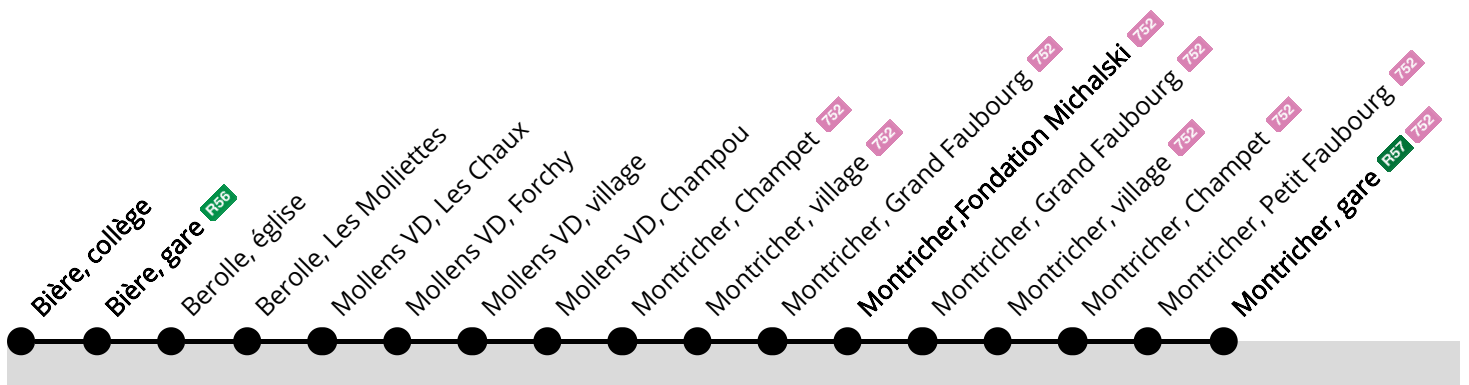 Bière, collège
Bière, gare R56
Berolle, église
Berolle, Les Molliettes
Mollens VD, Les Chaux
Mollens VD, Forchy
Mollens VD, village
Mollens VD, Champou
Montricher, Champet 752
Montricher, village 752
Montricher, Grand Faubourg 752
Montricher,Fondation Michalski 752
Montricher, Grand Faubourg 752
Montricher, village 752
Montricher, Champet 752
Montricher, Petit Faubourg 752
Montricher, gare R57 752